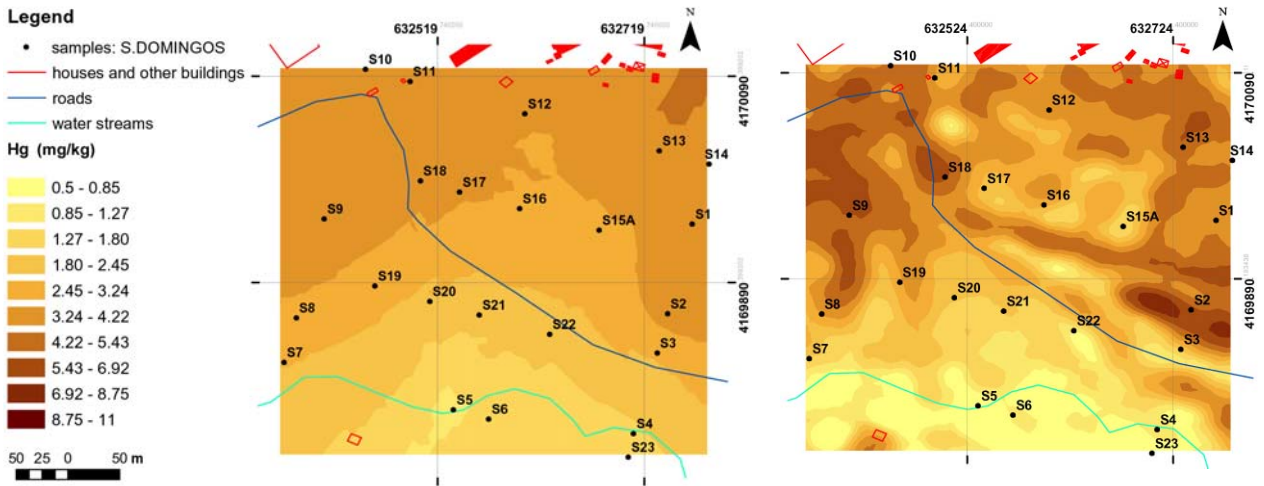 Legend
samples: S.DOMINGOS
houses and other buildings
roads
water streams
Hg (mg/kg)
0.5 - 0.85
0.85 - 1.27
1.27 - 1.80
1.80 - 2.45
2.45 - 3.24
3.24 - 4.22
4.22 - 5.43
5.43 - 6.92
6.92 - 8.75
8.75 - 11
50 25 0 50 m
632519
632719
N
4170090
4169890
S10
S11
S12
S13
S14
S18
S17
S16
S9
S15A
S1
S19
S20
S21
S8
S2
S22
S3
S7
S5
S6
S4
S23
632524
632724
N
4170090
4169890
S10
S11
S12
S13
S14
S18
S17
S16
S9
S15A
S1
S19
S20
S21
S8
S2
S22
S3
S7
S5
S6
S4
S23